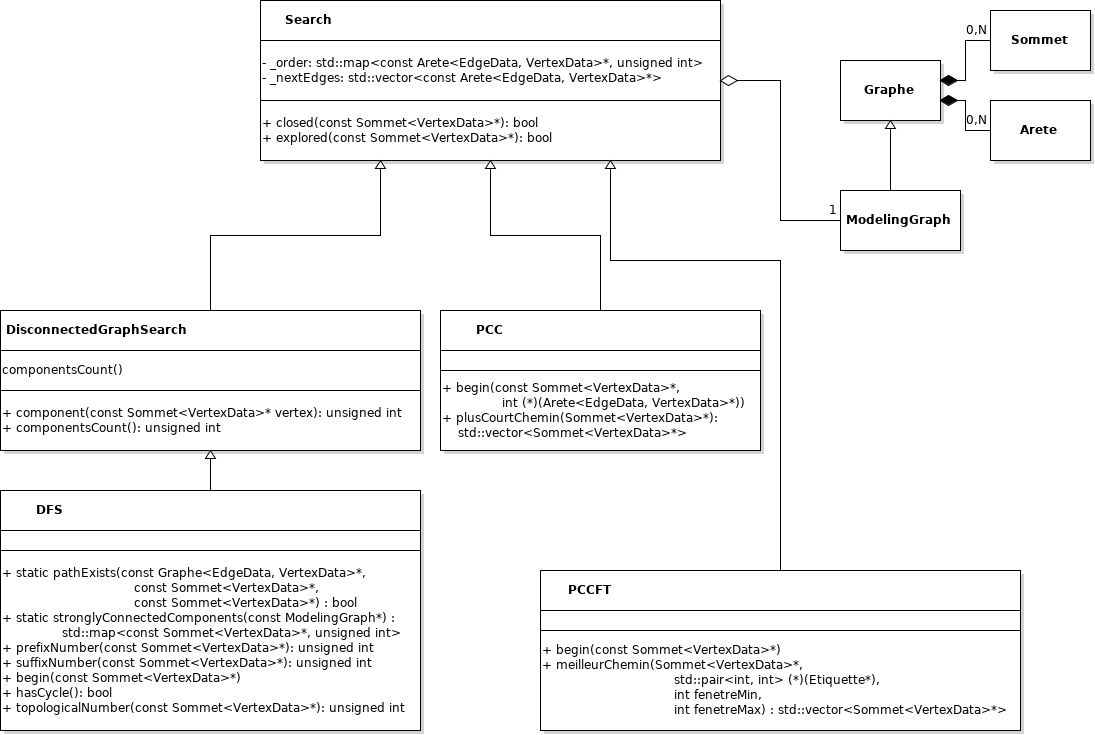 Search
- _order: std::map<const Arete<EdgeData, VertexData>*, unsigned int>
- _nextEdges: std::vector<const Arete<EdgeData, VertexData>*>
+ closed(const Sommet<VertexData>*): bool
+ explored(const Sommet<VertexData>*): bool
0,N
Sommet
Graphe
0,N
Arete
1
ModelingGraph
DisconnectedGraphSearch
componentsCount()
+ component(const Sommet<VertexData>* vertex): unsigned int
+ componentsCount(): unsigned int
PCC
+ begin(const Sommet<VertexData>*,
int (*)(Arete<EdgeData, VertexData>*))
+ plusCourtChemin(Sommet<VertexData>*):
std::vector<Sommet<VertexData>*>
DFS
+ static pathExists(const Graphe<EdgeData, VertexData>*,
const Sommet<VertexData>*,
const Sommet<VertexData>*) : bool
+ static stronglyConnectedComponents(const ModelingGraph*) :
std::map<const Sommet<VertexData>*, unsigned int>
+ prefixNumber(const Sommet<VertexData>*): unsigned int
+ suffixNumber(const Sommet<VertexData>*): unsigned int
+ begin(const Sommet<VertexData>*)
+ hasCycle(): bool
+ topologicalNumber(const Sommet<VertexData>*): unsigned int
PCCFT
+ begin(const Sommet<VertexData>*)
+ meilleurChemin(Sommet<VertexData>*,
std::pair<int, int> (*)(Etiquette*),
int fenetreMin,
int fenetreMax) : std::vector<Sommet<VertexData>*>